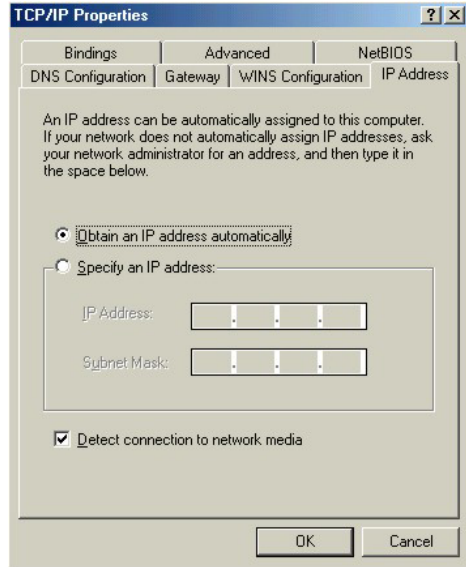 TCP/IP Properties
? ×
Bindings Advanced NetBIOS
DNS Configuration Gateway WINS Configuration IP Address
An IP address can be automatically assigned to this computer.
If your network does not automatically assign IP addresses, ask
your network administrator for an address, and then type it in
the space below.
Obtain an IP address automatically
Specify an IP address:
IP Address:
. . .
Subnet Mask:
. . .
Detect connection to network media
OK Cancel